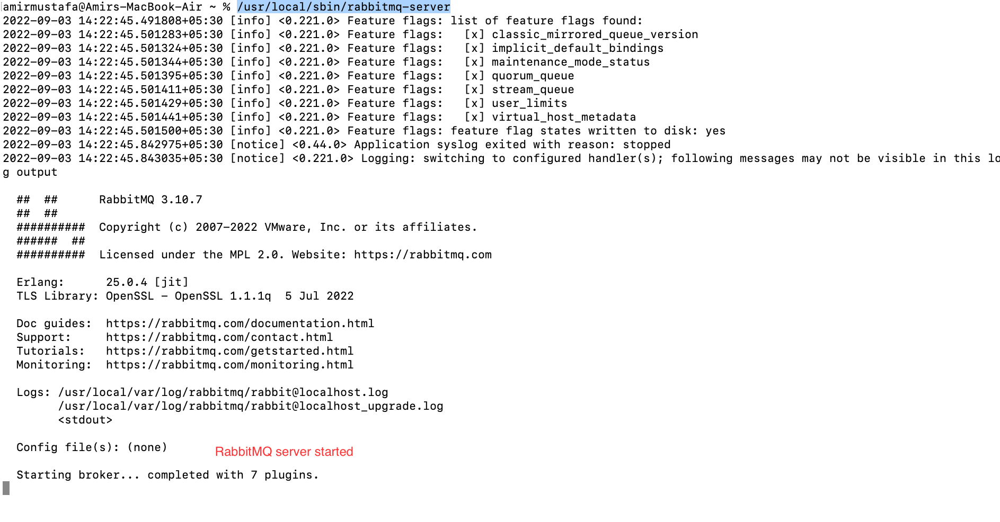 amirmustafa@Amirs-MacBook-Air ~ % /usr/local/sbin/rabbitmq-server
2022-09-03 14:22:45.491808+05:30 [info] <0.221.0> Feature flags: list of feature flags found:
2022-09-03 14:22:45.501283+05:30 [info] <0.221.0> Feature flags:   [x] classic_mirrored_queue_version
2022-09-03 14:22:45.501324+05:30 [info] <0.221.0> Feature flags:   [x] implicit_default_bindings
2022-09-03 14:22:45.501344+05:30 [info] <0.221.0> Feature flags:   [x] maintenance_mode_status
2022-09-03 14:22:45.501395+05:30 [info] <0.221.0> Feature flags:   [x] quorum_queue
2022-09-03 14:22:45.501411+05:30 [info] <0.221.0> Feature flags:   [x] stream_queue
2022-09-03 14:22:45.501429+05:30 [info] <0.221.0> Feature flags:   [x] user_limits
2022-09-03 14:22:45.501441+05:30 [info] <0.221.0> Feature flags:   [x] virtual_host_metadata
2022-09-03 14:22:45.501500+05:30 [info] <0.221.0> Feature flags: feature flag states written to disk: yes
2022-09-03 14:22:45.842975+05:30 [notice] <0.44.0> Application syslog exited with reason: stopped
2022-09-03 14:22:45.843035+05:30 [notice] <0.221.0> Logging: switching to configured handler(s); following messages may not be visible in this lo
g output
  ##  ##      RabbitMQ 3.10.7
  ##  ##
  ##########  Copyright (c) 2007-2022 VMware, Inc. or its affiliates.
  ######  ##
  ##########  Licensed under the MPL 2.0. Website: https://rabbitmq.com
  Erlang:      25.0.4 [jit]
  TLS Library: OpenSSL - OpenSSL 1.1.1q  5 Jul 2022
  Doc guides:  https://rabbitmq.com/documentation.html
  Support:     https://rabbitmq.com/contact.html
  Tutorials:   https://rabbitmq.com/getstarted.html
  Monitoring:  https://rabbitmq.com/monitoring.html
  Logs: /usr/local/var/log/rabbitmq/rabbit@localhost.log
        /usr/local/var/log/rabbitmq/rabbit@localhost_upgrade.log
        <stdout>
  Config file(s): (none)
RabbitMQ server started
  Starting broker... completed with 7 plugins.